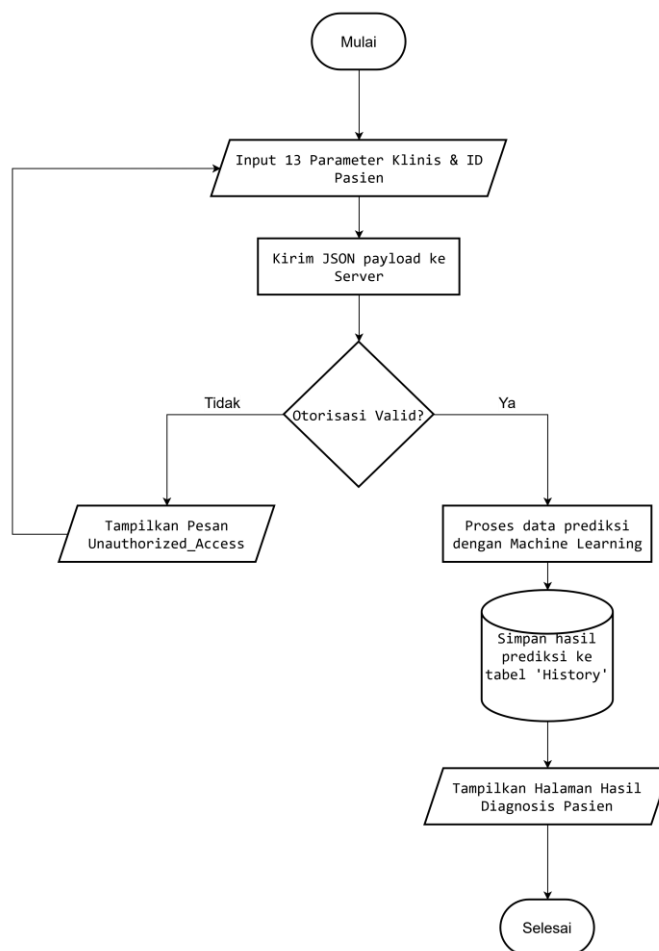 Mulai
Input 13 Parameter Klinis & ID
Pasien
Kirim JSON payload ke
Server
Otorisasi Valid?
Tidak
Ya
Tampilkan Pesan
Unauthorized_Access
Proses data prediksi
dengan Machine Learning
Simpan hasil
prediksi ke
tabel 'History'
Tampilkan Halaman Hasil
Diagnosis Pasien
Selesai